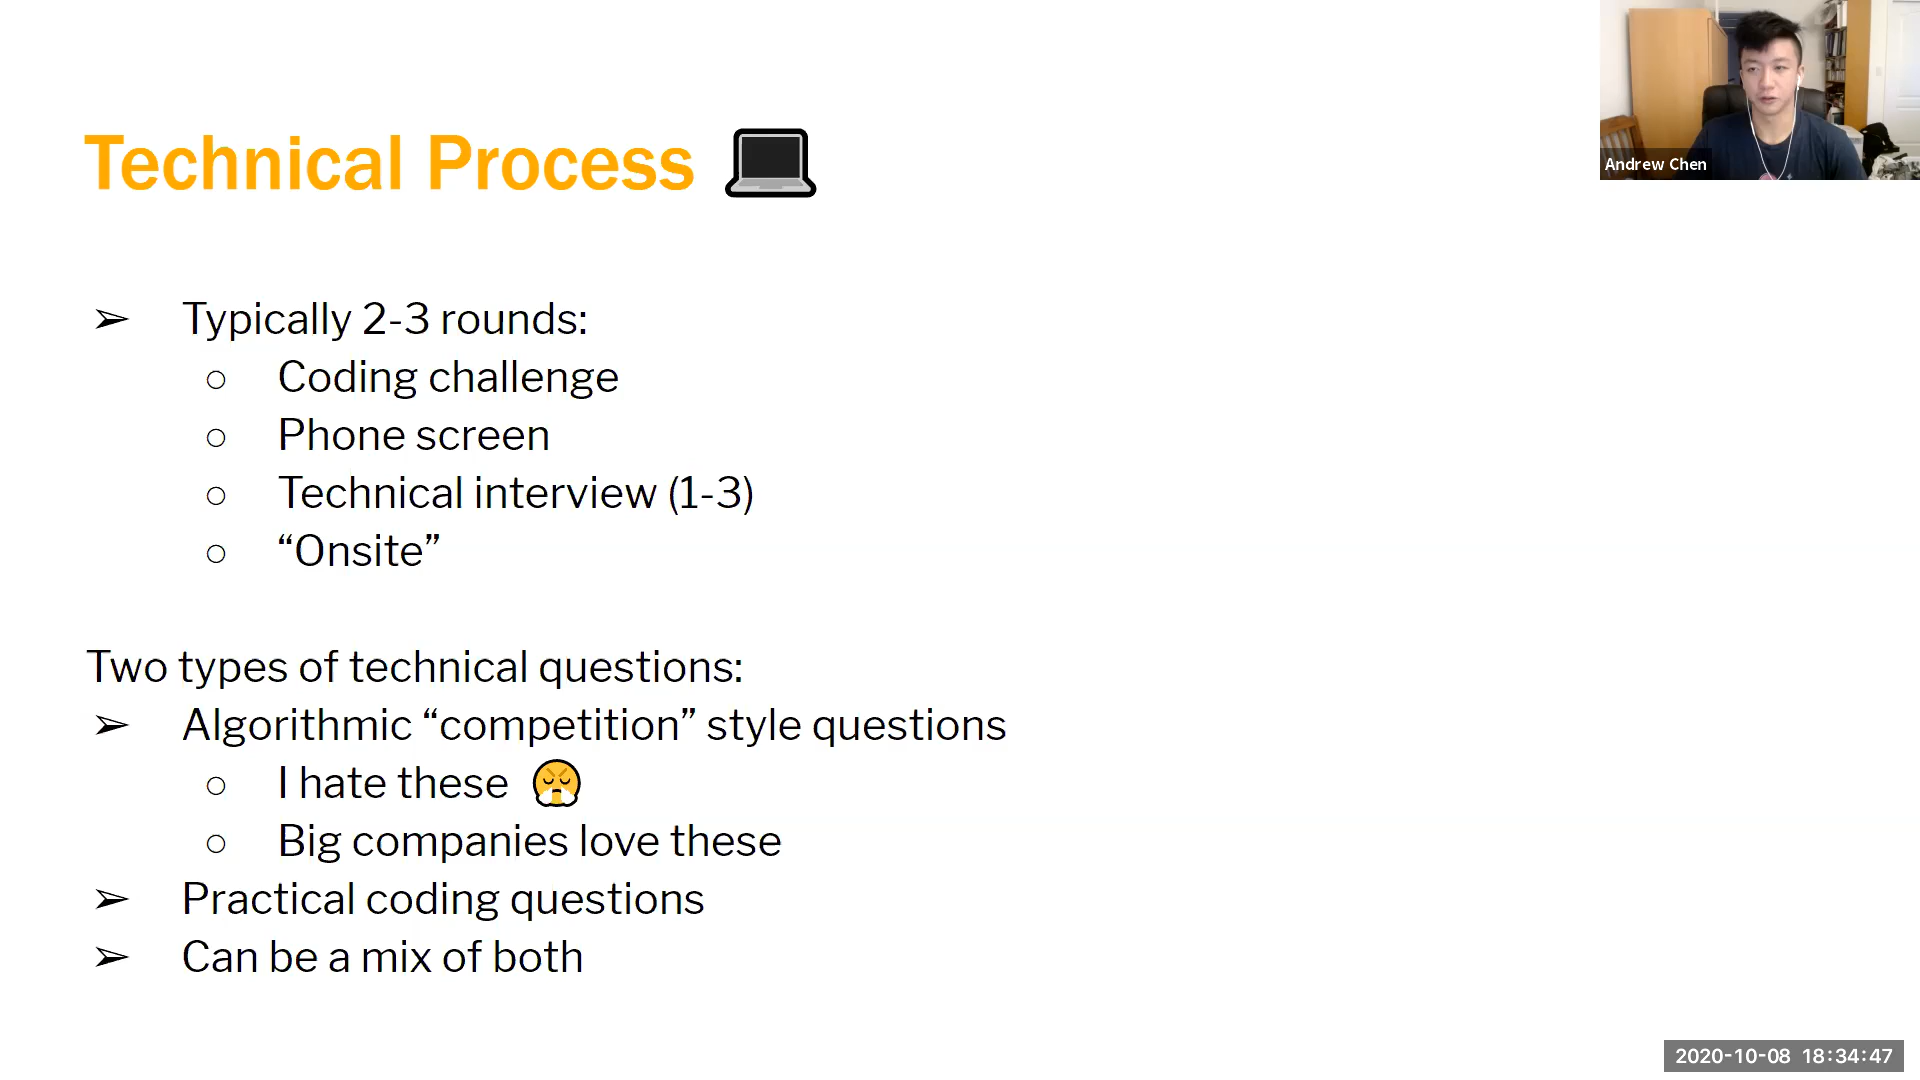 Technical Process
Andrew Chen
➢ Typically 2-3 rounds:
○ Coding challenge
○ Phone screen
○ Technical interview (1-3)
○ “Onsite”
Two types of technical questions:
➢ Algorithmic “competition” style questions
○ I hate these 😤
○ Big companies love these
➢ Practical coding questions
➢ Can be a mix of both
2020-10-08 18:34:47